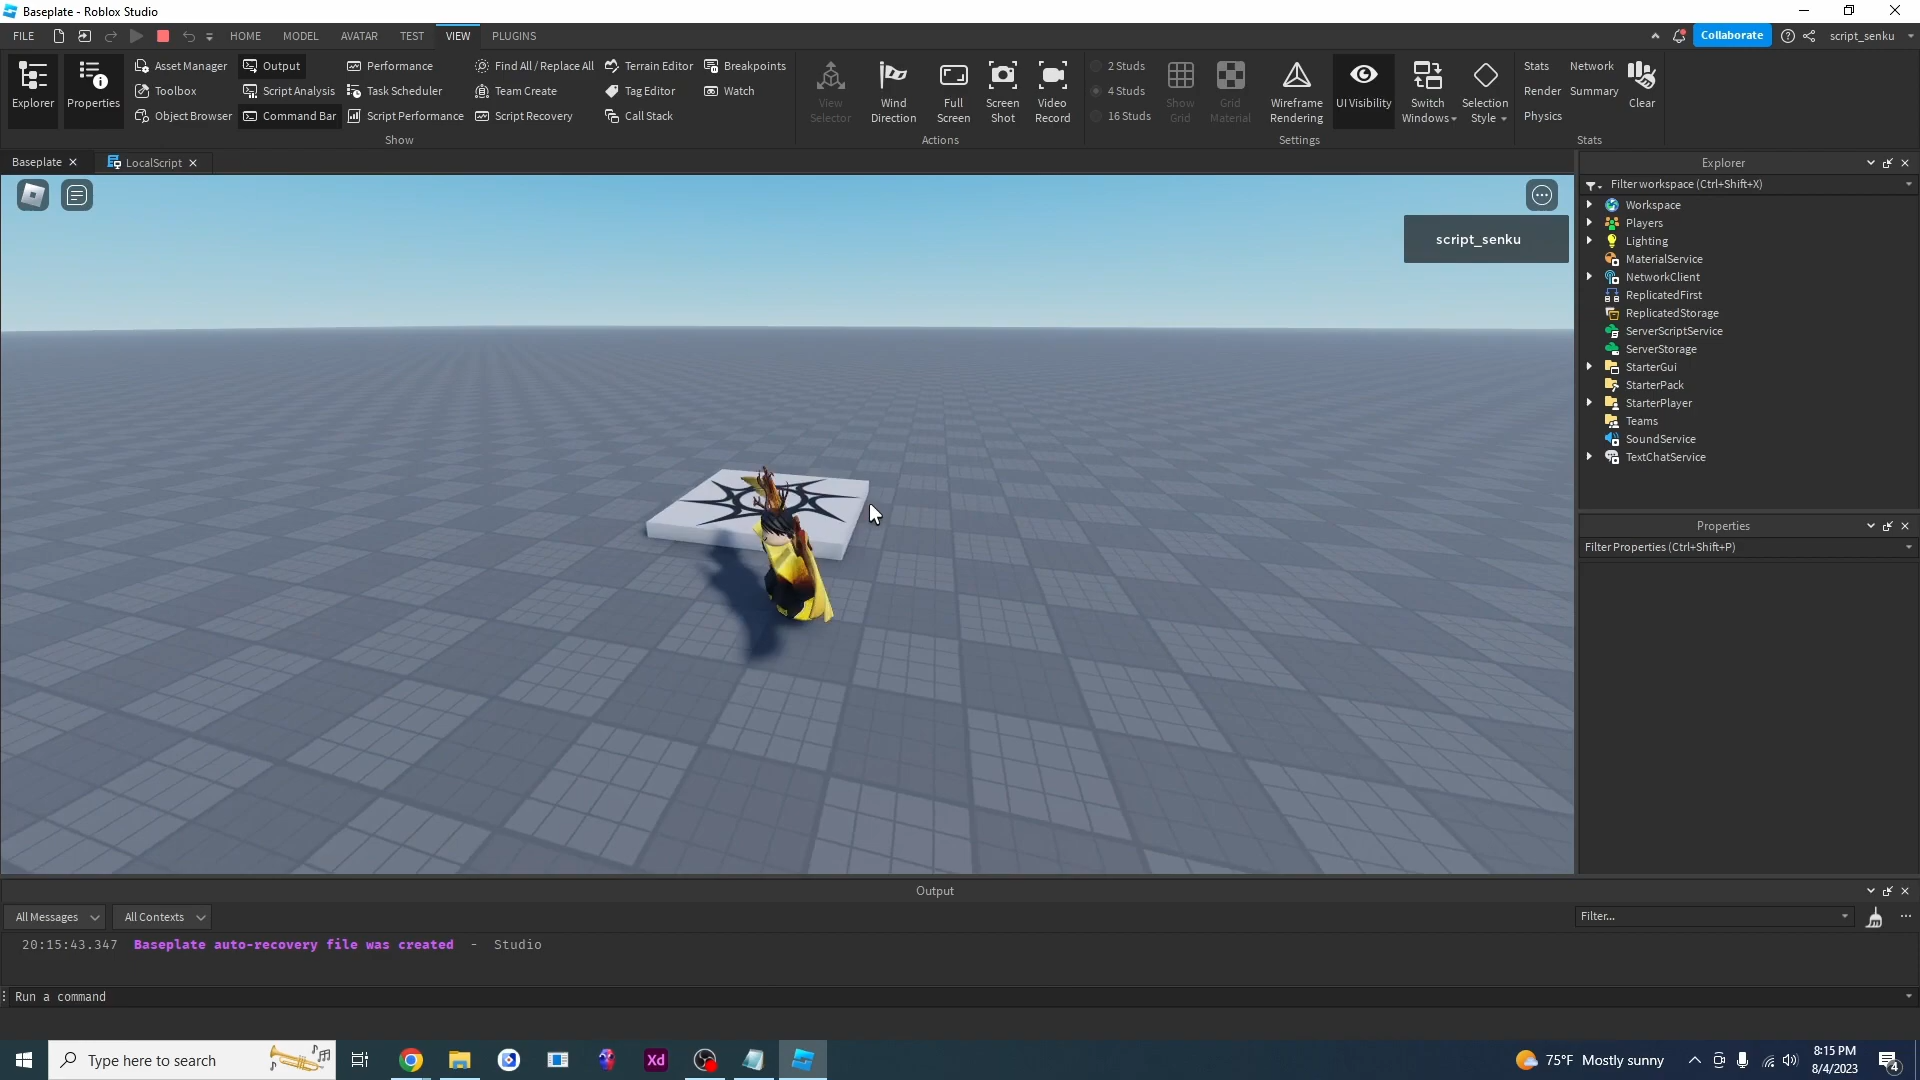 Baseplate - Roblox Studio
FILE HOME MODEL AVATAR TEST VIEW PLUGINS Collaborate script_senku
Explorer
Properties
Asset Manager
Toolbox
Object Browser
Output
Script Analysis
Command Bar
Performance
Task Scheduler
Script Performance
Find All / Replace All
Team Create
Script Recovery
Terrain Editor
Tag Editor
Call Stack
Breakpoints
Watch
Show
View
Selector
Wind
Direction
Full
Screen
Screen
Shot
Video
Record
Actions
2 Studs
4 Studs
16 Studs
Show
Grid
Grid
Material
Wireframe
Rendering
UI Visibility
Switch
Windows
Selection
Style
Settings
Stats
Render
Physics
Network
Summary
Clear
Stats
Baseplate
LocalScript
script_senku
Explorer
Filter workspace (Ctrl+Shift+X)
Workspace
Players
Lighting
MaterialService
NetworkClient
ReplicatedFirst
ReplicatedStorage
ServerScriptService
ServerStorage
StarterGui
StarterPack
StarterPlayer
Teams
SoundService
TextChatService
Properties
Filter Properties (Ctrl+Shift+P)
Output
All Messages All Contexts Filter...
20:15:43.347 Baseplate auto-recovery file was created - Studio
Run a command
Type here to search
Xd
75°F Mostly sunny
8:15 PM
8/4/2023
4